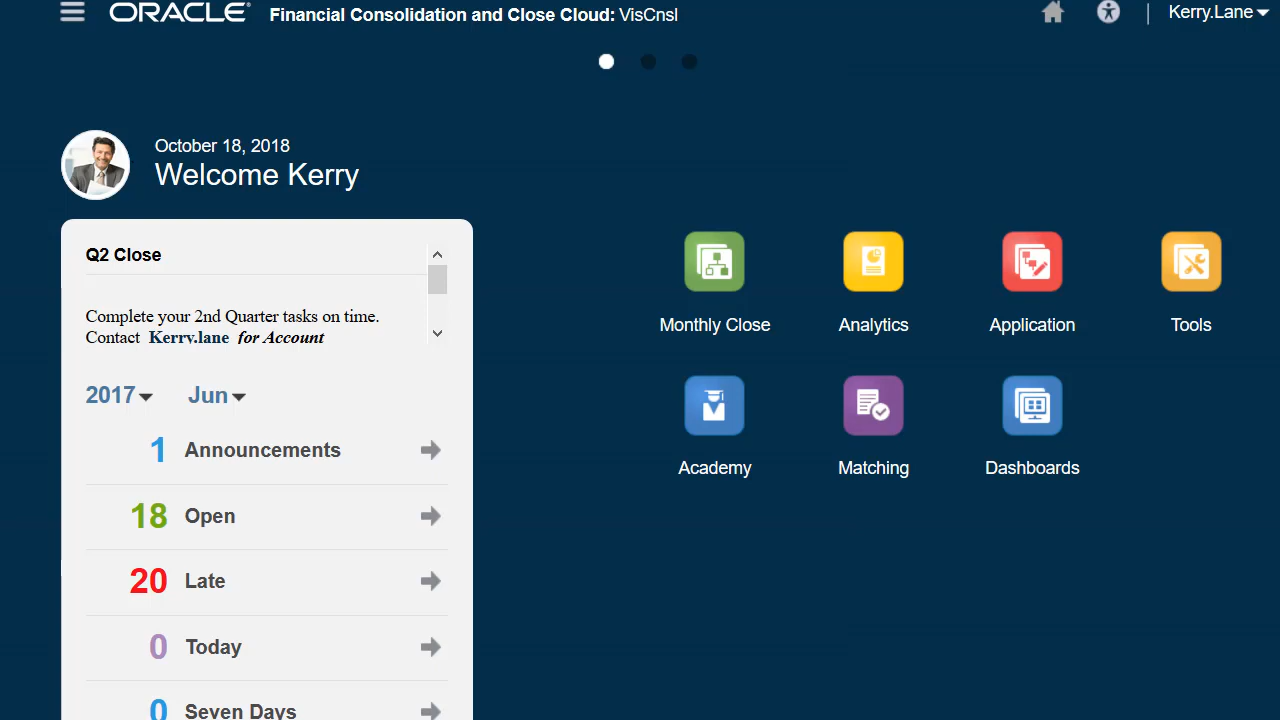 ORACLE® Financial Consolidation and Close Cloud: VisCnsl Kerry.Lane
October 18, 2018
Welcome Kerry
Q2 Close
Complete your 2nd Quarter tasks on time.
Contact Kerry.lane for Account
2017 Jun
1 Announcements
18 Open
20 Late
0 Today
0 Seven Days
Monthly Close Analytics Application Tools
Academy Matching Dashboards